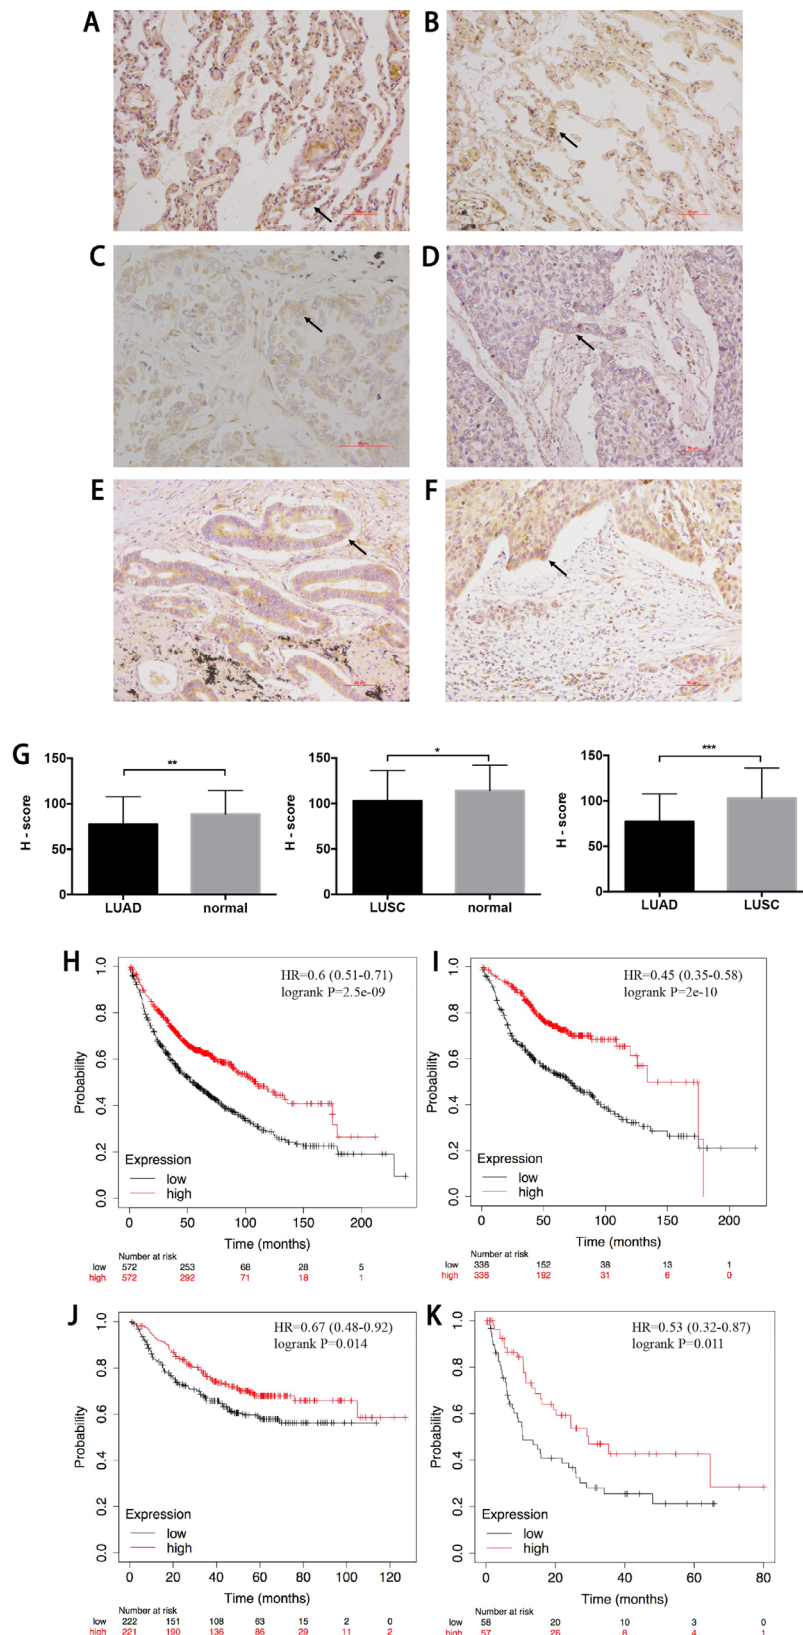 A
B
C
D
S
E
F
G
150
100
50
0
H - score
**
LUAD
normal
150
100
50
0
H - score
*
LUSC
normal
150
100
50
0
H - score
***
LUAD
LUSC
H
HR=0.6 (0.51-0.71)
logrank P=2.5e-09
1.0
0.8
0.6
0.4
0.2
0.0
Probability
Expression
low
high
0
50
100
150
200
Time (months)
Number at risk
low 572 253 68 28 5
high 572 292 71 18 1
I
HR=0.45 (0.35-0.58)
logrank P=2e-10
1.0
0.8
0.6
0.4
0.2
0.0
Probability
Expression
low
high
0
50
100
150
200
Time (months)
Number at risk
low 336 152 38 13 1
high 336 192 31 6 0
J
HR=0.67 (0.48-0.92)
logrank P=0.014
1.0
0.8
0.6
0.4
0.2
0.0
Probability
Expression
low
high
0
20
40
60
80
100
120
Time (months)
Number at risk
low 222 151 108 63 15 2 0
high 221 190 136 86 29 11 2
K
HR=0.53 (0.32-0.87)
logrank P=0.011
1.0
0.8
0.6
0.4
0.2
0.0
Probability
Expression
low
high
0
20
40
60
80
Time (months)
Number at risk
low 58 20 10 3 0
high 57 26 8 4 1